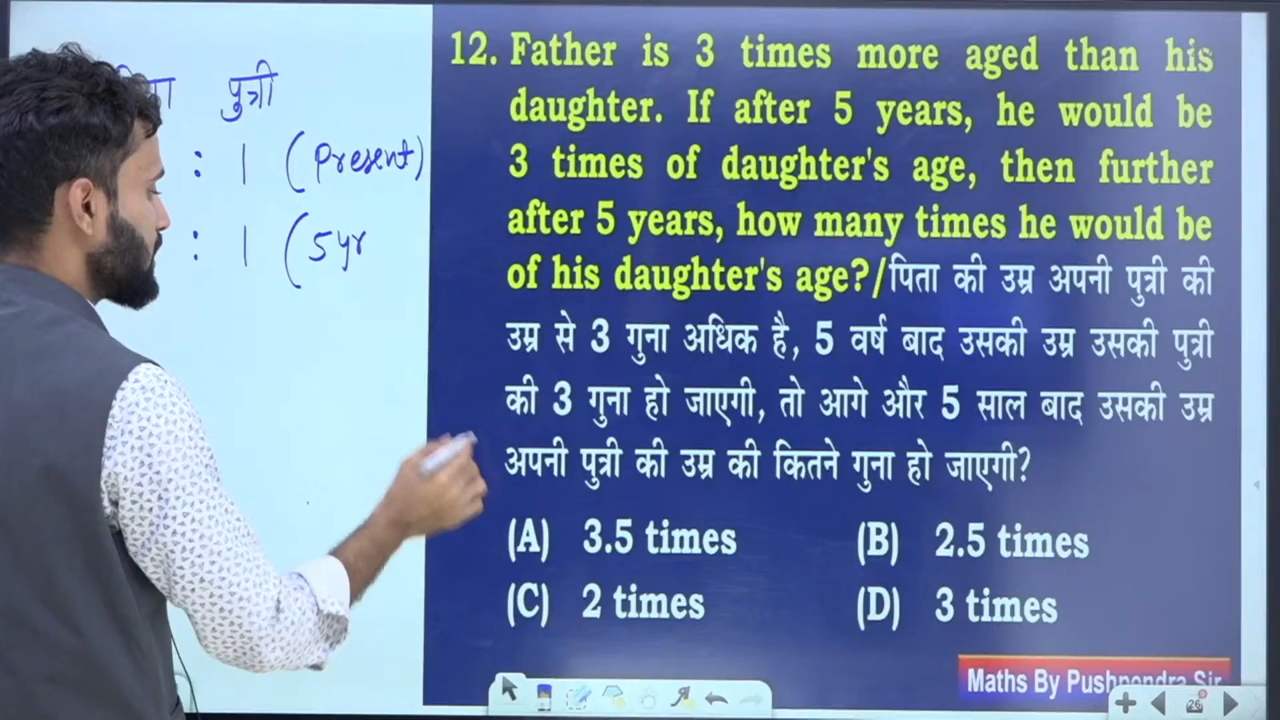 पुत्री
: 1 (Present)
: 1 (5yr
12. Father is 3 times more aged than his
daughter. If after 5 years, he would be
3 times of daughter's age, then further
after 5 years, how many times he would be
of his daughter's age?/पिता की उम्र अपनी पुत्री की
उम्र से 3 गुना अधिक है, 5 वर्ष बाद उसकी उम्र उसकी पुत्री
की 3 गुना हो जाएगी, तो आगे और 5 साल बाद उसकी उम्र
अपनी पुत्री की उम्र की कितने गुना हो जाएगी?
(A) 3.5 times (B) 2.5 times
(C) 2 times (D) 3 times
Maths By Pushpendra Sir
26